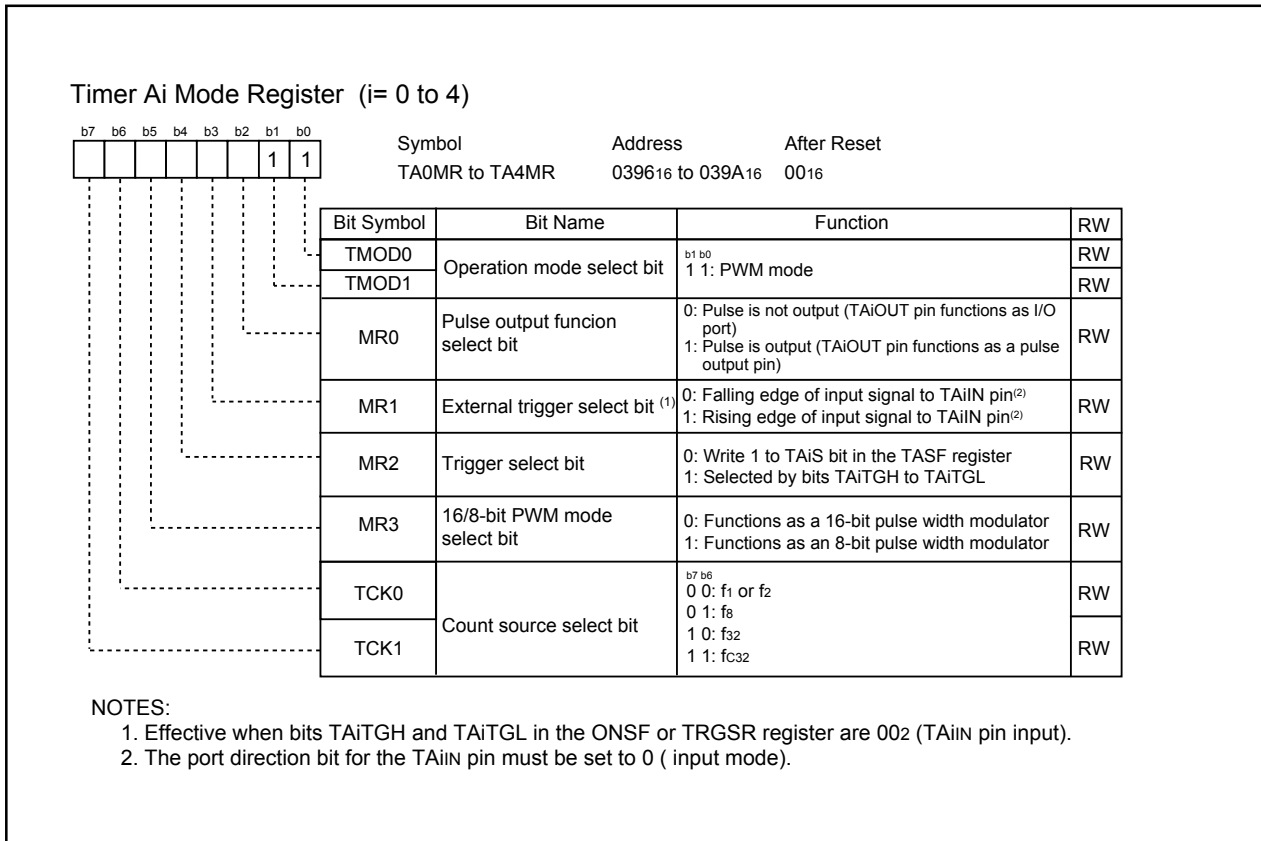 Timer Ai Mode Register (i= 0 to 4)
b7 b6 b5 b4 b3 b2 b1 b0
1 1
Symbol Address After Reset
TA0MR to TA4MR 039616 to 039A16 0016
Bit Symbol Bit Name Function RW
TMOD0 Operation mode select bit b1 b0 RW
TMOD1 1 1: PWM mode RW
MR0 Pulse output funcion select bit 0: Pulse is not output (TAiOUT pin functions as I/O
port)
1: Pulse is output (TAiOUT pin functions as a pulse
output pin) RW
MR1 External trigger select bit (1) 0: Falling edge of input signal to TAiIN pin(2)
1: Rising edge of input signal to TAiIN pin(2) RW
MR2 Trigger select bit 0: Write 1 to TAiS bit in the TASF register
1: Selected by bits TAiTGH to TAiTGL RW
MR3 16/8-bit PWM mode select bit 0: Functions as a 16-bit pulse width modulator
1: Functions as an 8-bit pulse width modulator RW
TCK0 Count source select bit b7 b6
0 0: f1 or f2 RW
0 1: f8
TCK1 1 0: f32
1 1: fC32 RW
NOTES:
1. Effective when bits TAiTGH and TAiTGL in the ONSF or TRGSR register are 002 (TAiIN pin input).
2. The port direction bit for the TAiIN pin must be set to 0 ( input mode).